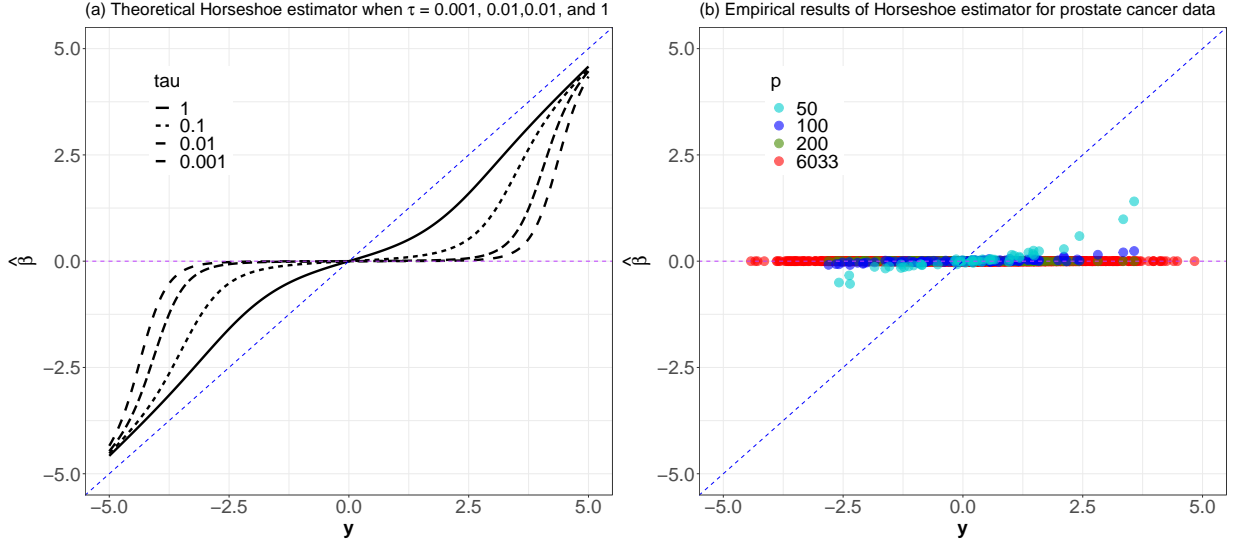 (a) Theoretical Horseshoe estimator when τ = 0.001, 0.01,0.01, and 1
5.0
2.5
0.0
−2.5
−5.0
β̂
tau
1
0.1
0.01
0.001
−5.0 −2.5 0.0 2.5 5.0
y
(b) Empirical results of Horseshoe estimator for prostate cancer data
5.0
2.5
0.0
−2.5
−5.0
β̂
p
50
100
200
6033
−5.0 −2.5 0.0 2.5 5.0
y